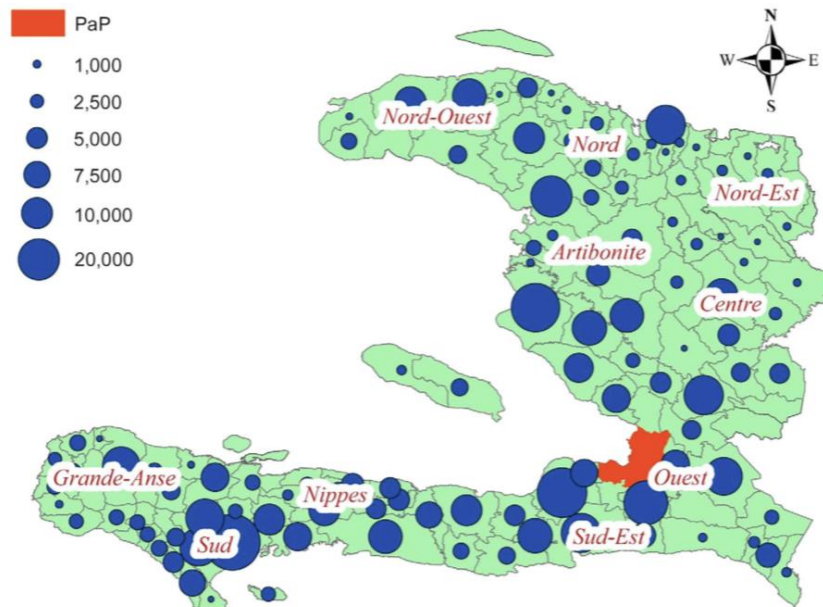 PaP
1,000
2,500
5,000
7,500
10,000
20,000
N
W E
S
Nord-Ouest
Nord
Nord-Est
Artibonite
Centre
Grande-Anse
Nippes
Ouest
Sud
Sud-Est